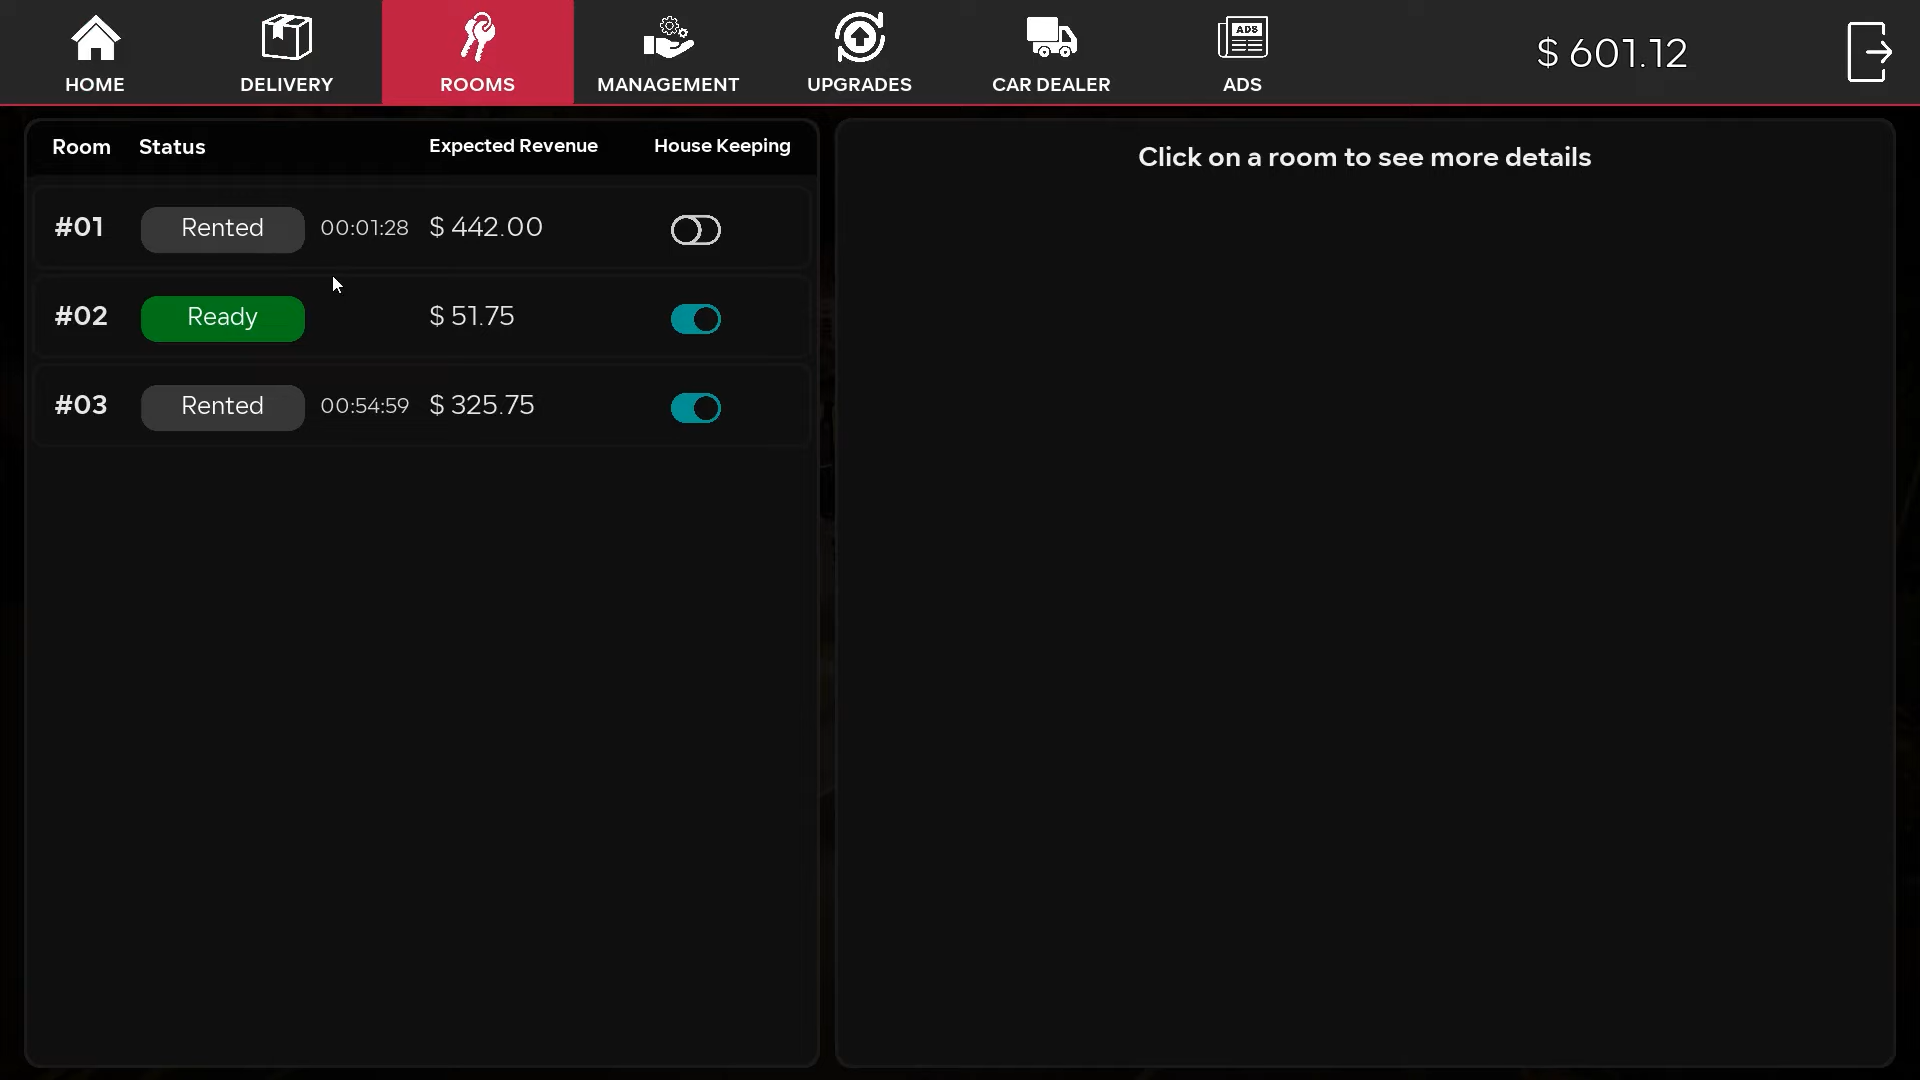 HOME DELIVERY ROOMS MANAGEMENT UPGRADES CAR DEALER ADS ADS $ 601.12
Room Status Expected Revenue House Keeping
#01 Rented 00:01:28 $ 442.00
#02 Ready $ 51.75
#03 Rented 00:54:59 $ 325.75
Click on a room to see more details